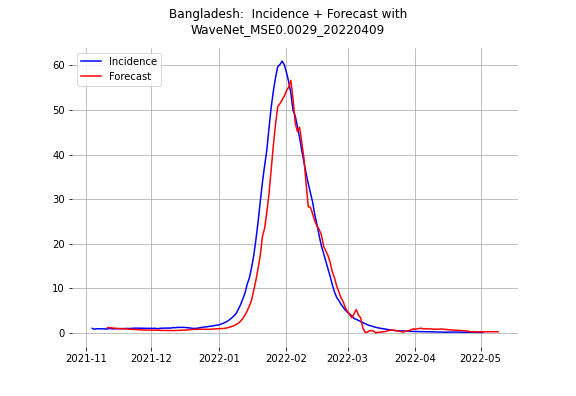 Bangladesh:  Incidence + Forecast with
WaveNet_MSE0.0029_20220409
Incidence
Forecast
60
50
40
30
20
10
0
2021-11 2021-12 2022-01 2022-02 2022-03 2022-04 2022-05